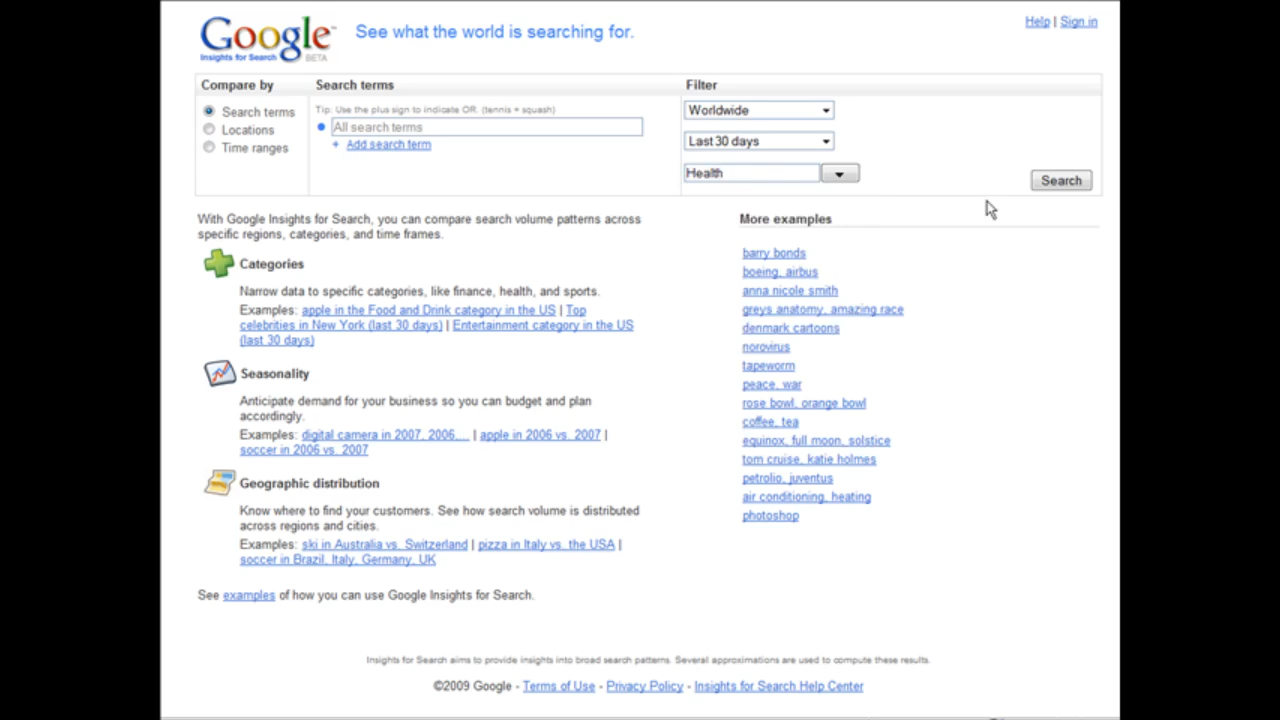 Google™
Insights for Search BETA
See what the world is searching for.
Help | Sign in
Compare by
Search terms
Locations
Time ranges
Search terms
Tip: Use the plus sign to indicate OR. (tennis + squash)
All search terms
+ Add search term
Filter
Worldwide
Last 30 days
Health
Search
With Google Insights for Search, you can compare search volume patterns across
specific regions, categories, and time frames.
Categories
Narrow data to specific categories, like finance, health, and sports.
Examples: apple in the Food and Drink category in the US | Top
celebrities in New York (last 30 days) | Entertainment category in the US
(last 30 days)
Seasonality
Anticipate demand for your business so you can budget and plan
accordingly.
Examples: digital camera in 2007, 2006.... | apple in 2006 vs. 2007 |
soccer in 2006 vs. 2007
Geographic distribution
Know where to find your customers. See how search volume is distributed
across regions and cities.
Examples: ski in Australia vs. Switzerland | pizza in Italy vs. the USA |
soccer in Brazil, Italy, Germany, UK
See examples of how you can use Google Insights for Search.
More examples
barry bonds
boeing, airbus
anna nicole smith
greys anatomy, amazing race
denmark cartoons
norovirus
tapeworm
peace, war
rose bowl, orange bowl
coffee, tea
equinox, full moon, solstice
tom cruise, katie holmes
petrolio, juventus
air conditioning, heating
photoshop
Insights for Search aims to provide insights into broad search patterns. Several approximations are used to compute these results.
©2009 Google - Terms of Use - Privacy Policy - Insights for Search Help Center